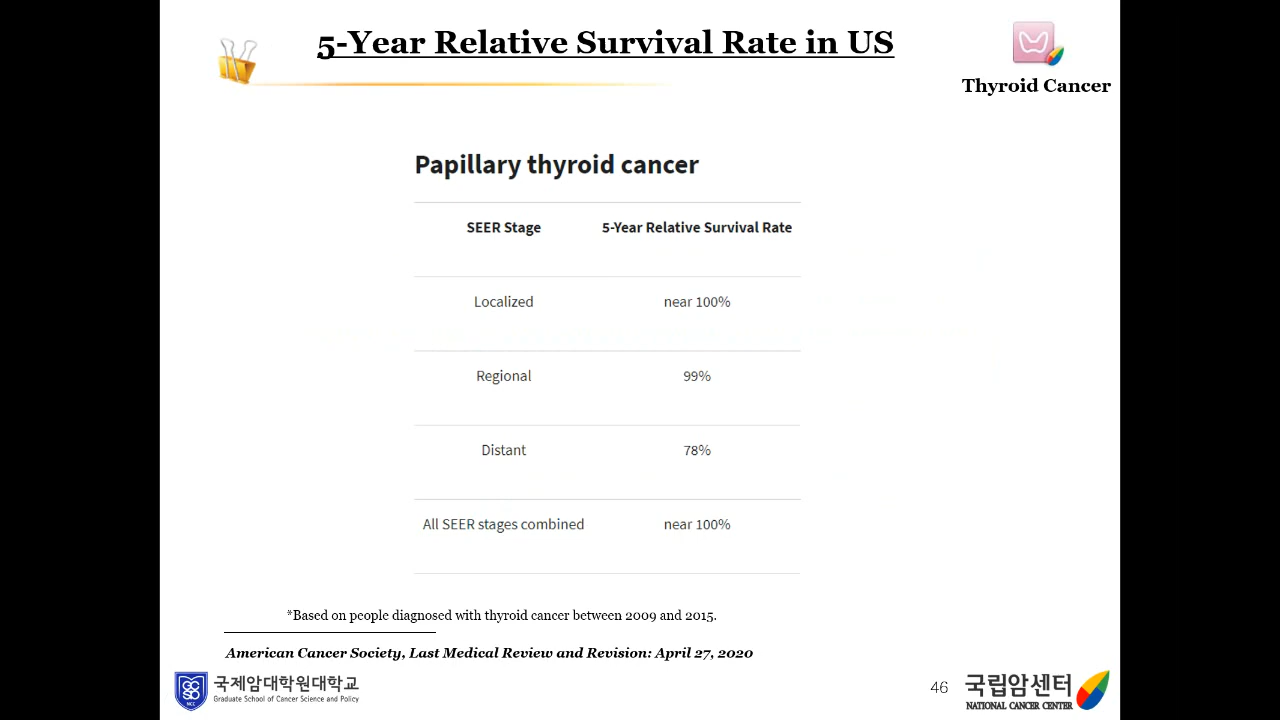 5-Year Relative Survival Rate in US
Thyroid Cancer
Papillary thyroid cancer
SEER Stage 5-Year Relative Survival Rate
Localized near 100%
Regional 99%
Distant 78%
All SEER stages combined near 100%
*Based on people diagnosed with thyroid cancer between 2009 and 2015.
American Cancer Society, Last Medical Review and Revision: April 27, 2020
국제암대학원대학교
Graduate School of Cancer Science and Policy
46
국립암센터
NATIONAL CANCER CENTER